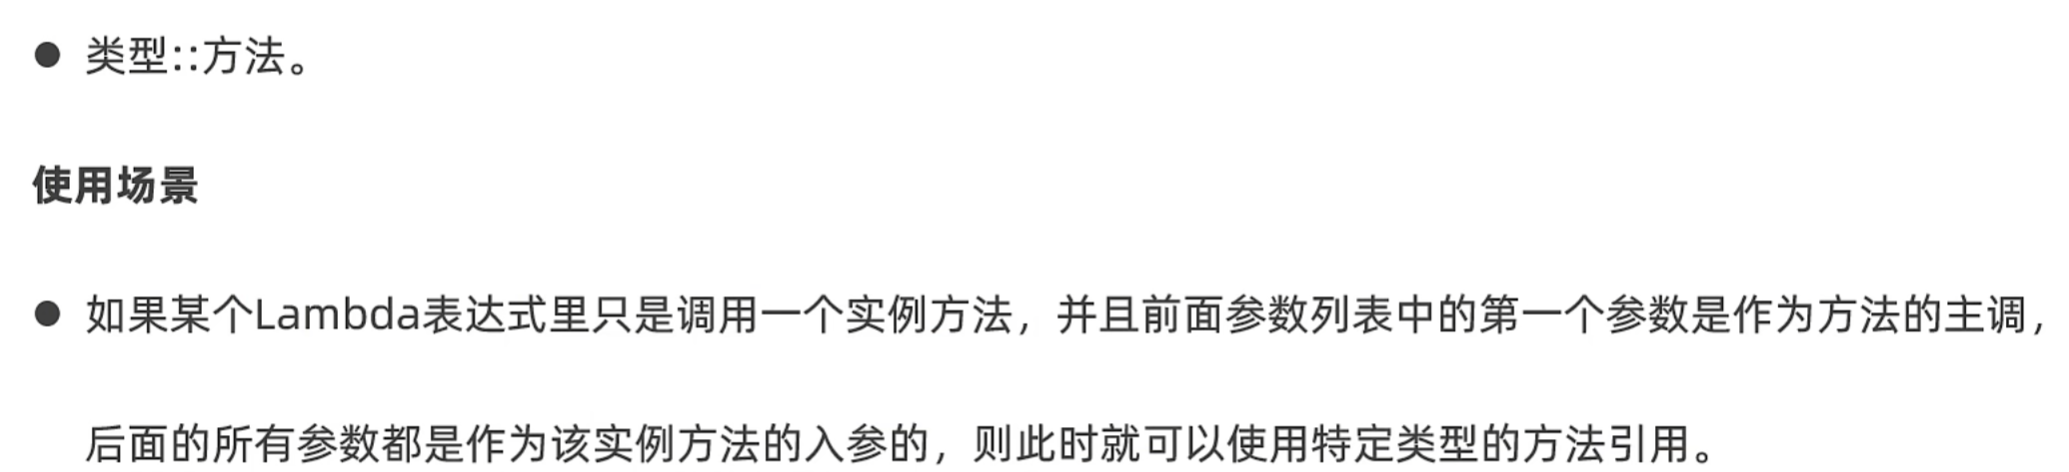 ● 类型::方法。
使用场景
● 如果某个Lambda表达式里只是调用一个实例方法，并且前面参数列表中的第一个参数是作为方法的主调，
后面的所有参数都是作为该实例方法的入参的，则此时就可以使用特定类型的方法引用。